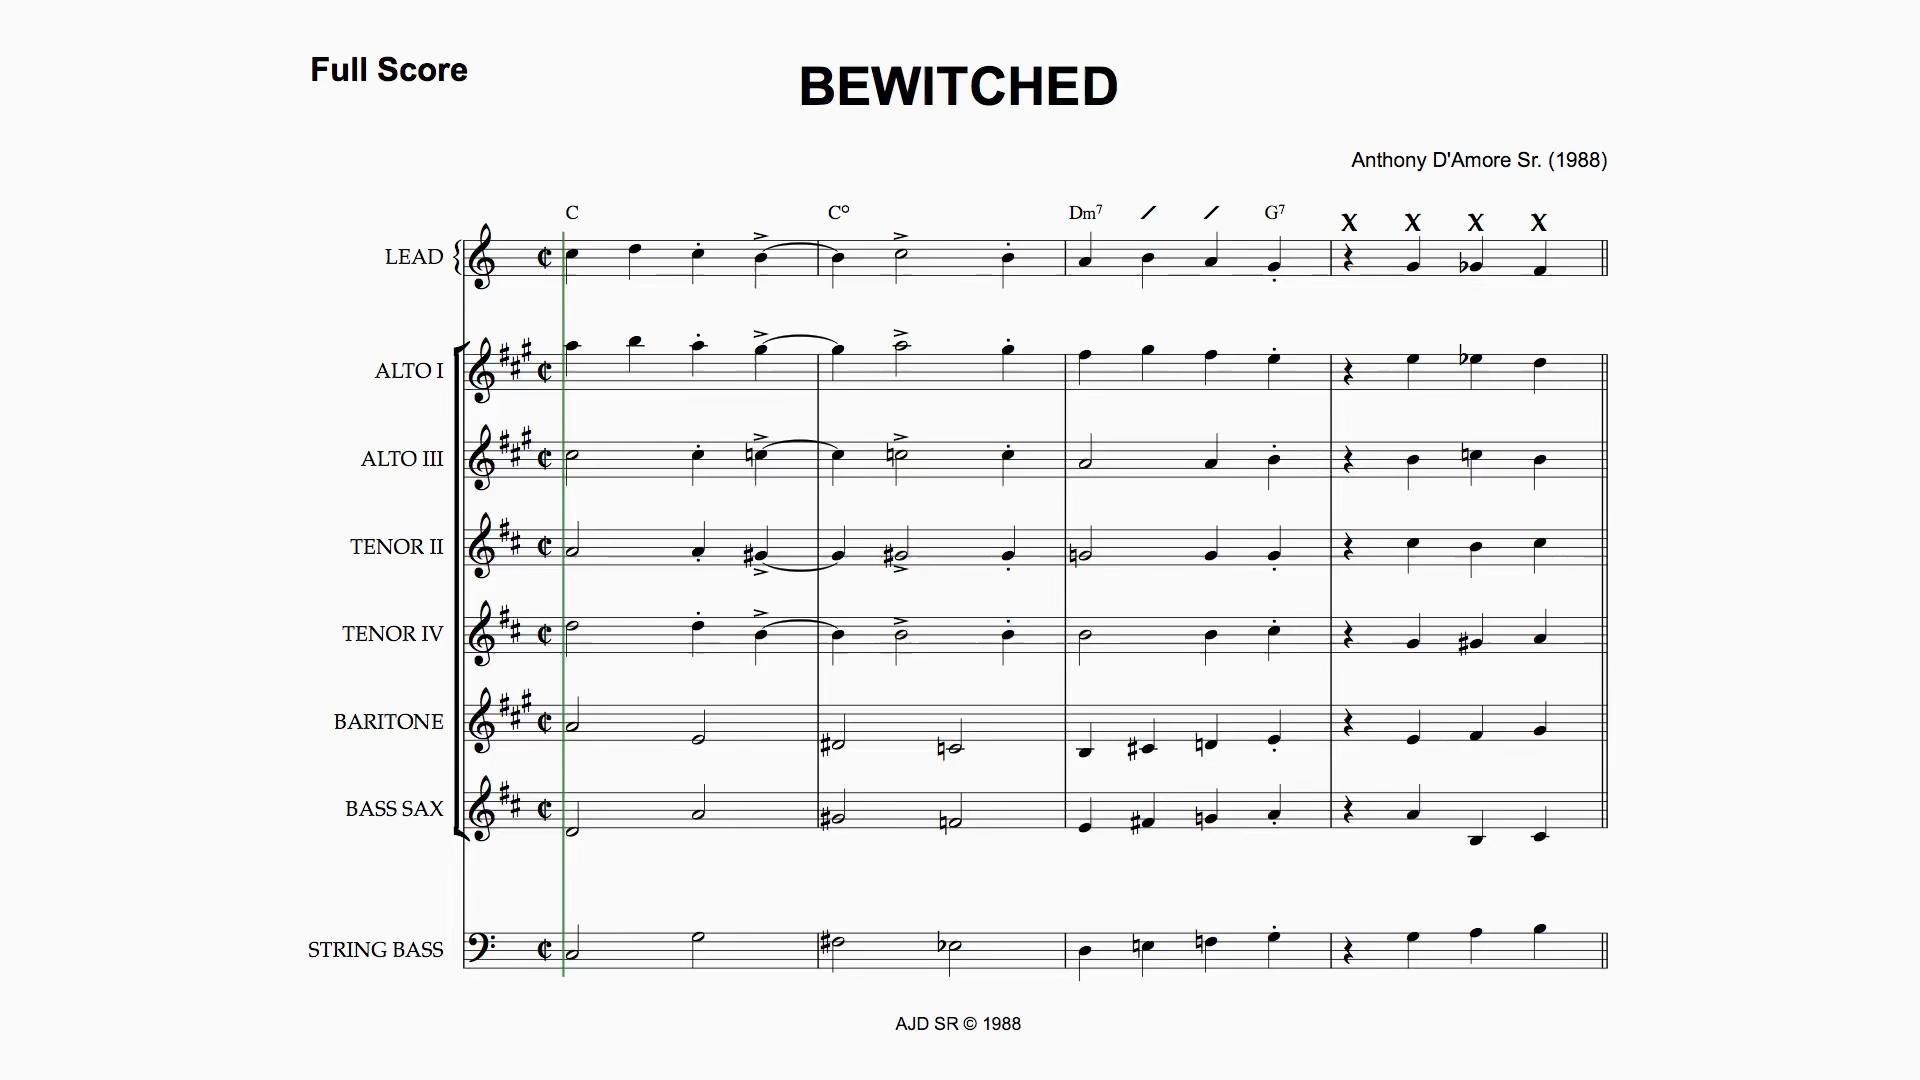 Full Score
BEWITCHED
Anthony D'Amore Sr. (1988)
C C° Dm7 G7 X X X X
LEAD
ALTO I
ALTO III
TENOR II
TENOR IV
BARITONE
BASS SAX
STRING BASS
AJD SR © 1988